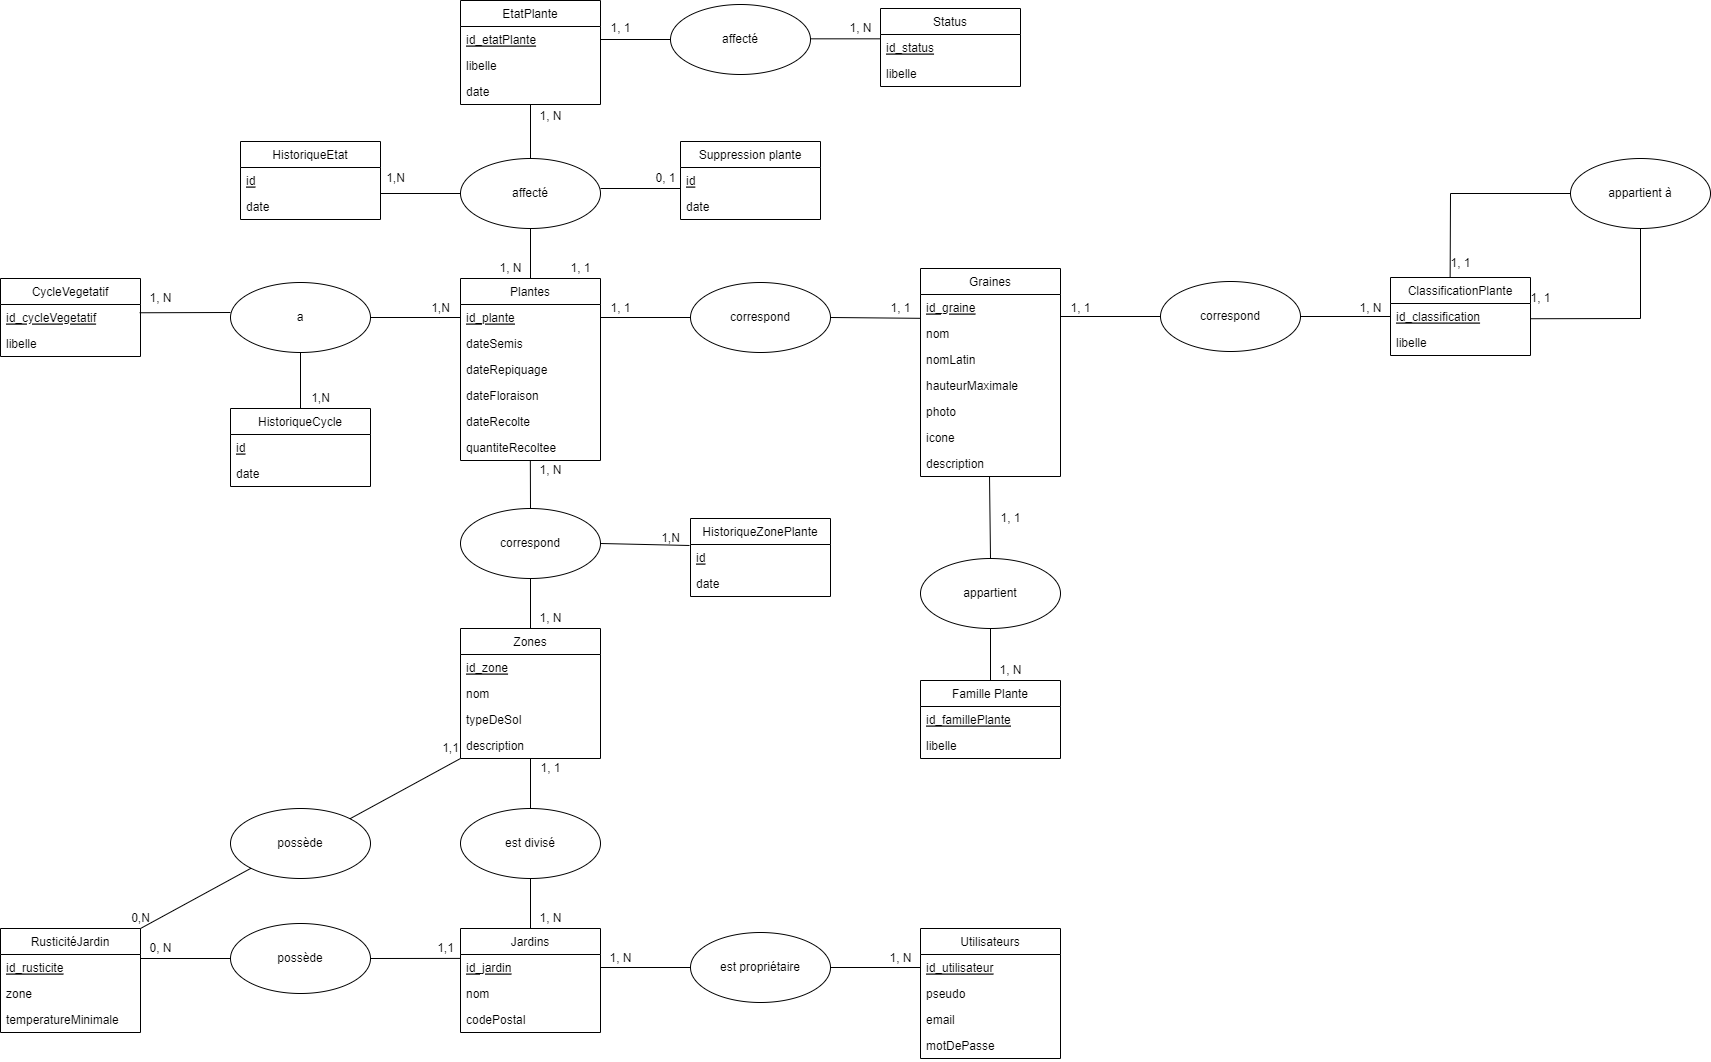 EtatPlante
id_etatPlante
libelle
date
1, 1
affecté
1, N
Status
id_status
libelle
1, N
HistoriqueEtat
id
date
1,N
affecté
0, 1
Suppression plante
id
date
appartient à
1, N
1, 1
1, 1
CycleVegetatif
id_cycleVegetatif
libelle
1, N
a
1,N
Plantes
id_plante
dateSemis
dateRepiquage
dateFloraison
dateRecolte
quantiteRecoltee
1, 1
correspond
1, 1
Graines
id_graine
nom
nomLatin
hauteurMaximale
photo
icone
description
1, 1
correspond
1, N
ClassificationPlante
id_classification
libelle
1, 1
1,N
HistoriqueCycle
id
date
1, N
correspond
1,N
HistoriqueZonePlante
id
date
1, 1
appartient
1, N
Zones
id_zone
nom
typeDeSol
description
1, N
Famille Plante
id_famillePlante
libelle
1,1
1, 1
possède
est divisé
0,N
1, N
RusticitéJardin
id_rusticite
zone
temperatureMinimale
0, N
possède
1,1
Jardins
id_jardin
nom
codePostal
1, N
est propriétaire
1, N
Utilisateurs
id_utilisateur
pseudo
email
motDePasse